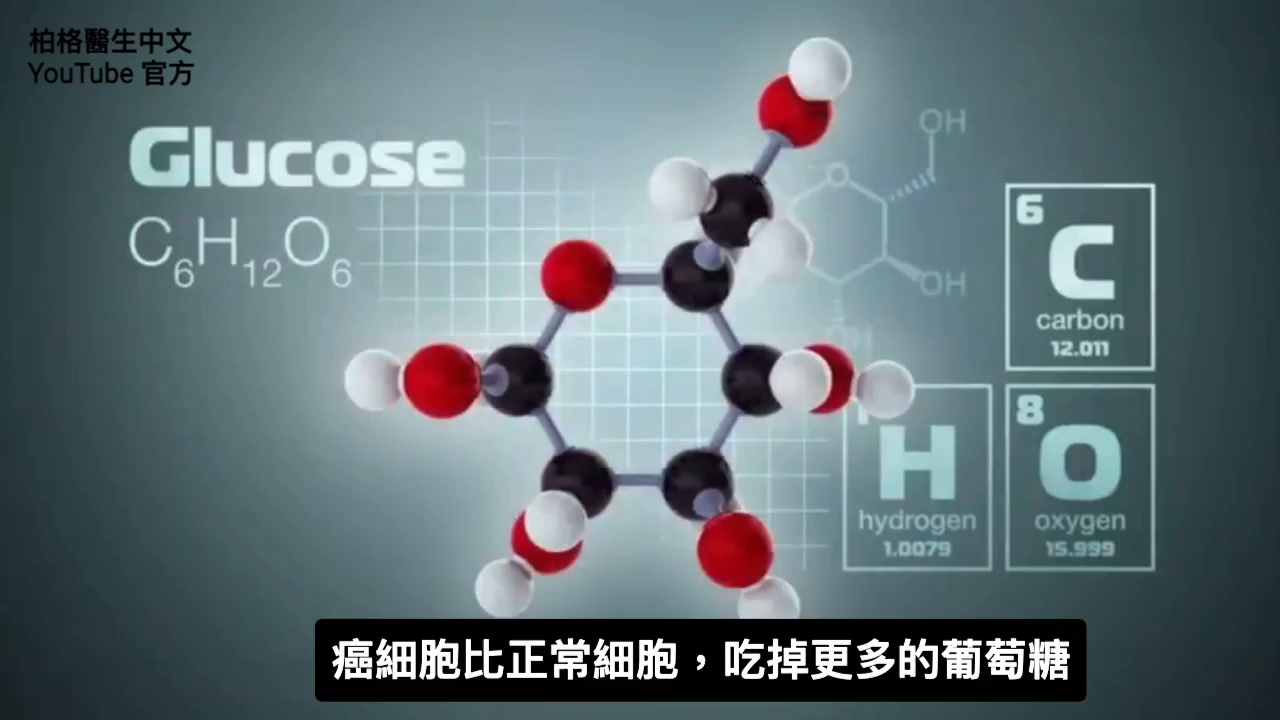 柏格醫生中文
YouTube 官方
Glucose
C₆H₁₂O₆
OH
OH
OH
O
6
C
carbon
12.011
1
H
hydrogen
1.0079
8
O
oxygen
15.999
癌細胞比正常細胞，吃掉更多的葡萄糖